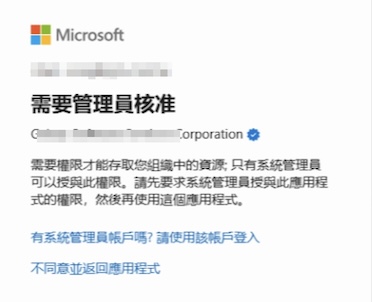 Microsoft
需要管理員核准
Corporation
需要權限才能存取您組織中的資源; 只有系統管理員
可以授與此權限。請先要求系統管理員授與此應用程
式的權限，然後再使用這個應用程式。
有系統管理員帳戶嗎? 請使用該帳戶登入
不同意並返回應用程式